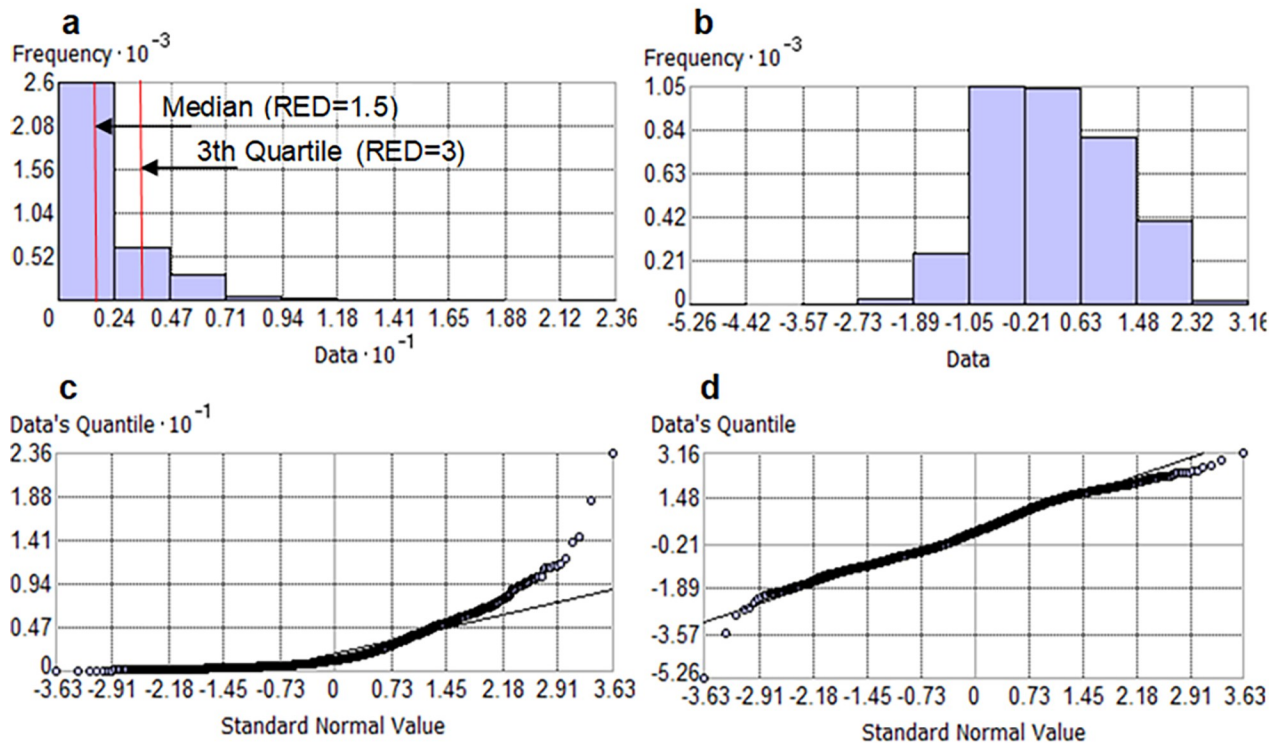 a
Frequency · 10⁻³
2.6
2.08
1.56
1.04
0.52
0
Median (RED=1.5)
3th Quartile (RED=3)
0 0.24 0.47 0.71 0.94 1.18 1.41 1.65 1.88 2.12 2.36
Data · 10⁻¹
b
Frequency · 10⁻³
1.05
0.84
0.63
0.42
0.21
0
-5.26 -4.42 -3.57 -2.73 -1.89 -1.05 -0.21 0.63 1.48 2.32 3.16
Data
c
Data's Quantile · 10⁻¹
2.36
1.88
1.41
0.94
0.47
0
-3.63 -2.91 -2.18 -1.45 -0.73 0 0.73 1.45 2.18 2.91 3.63
Standard Normal Value
d
Data's Quantile
3.16
1.48
-0.21
-1.89
-3.57
-5.26
-3.63 -2.91 -2.18 -1.45 -0.73 0 0.73 1.45 2.18 2.91 3.63
Standard Normal Value